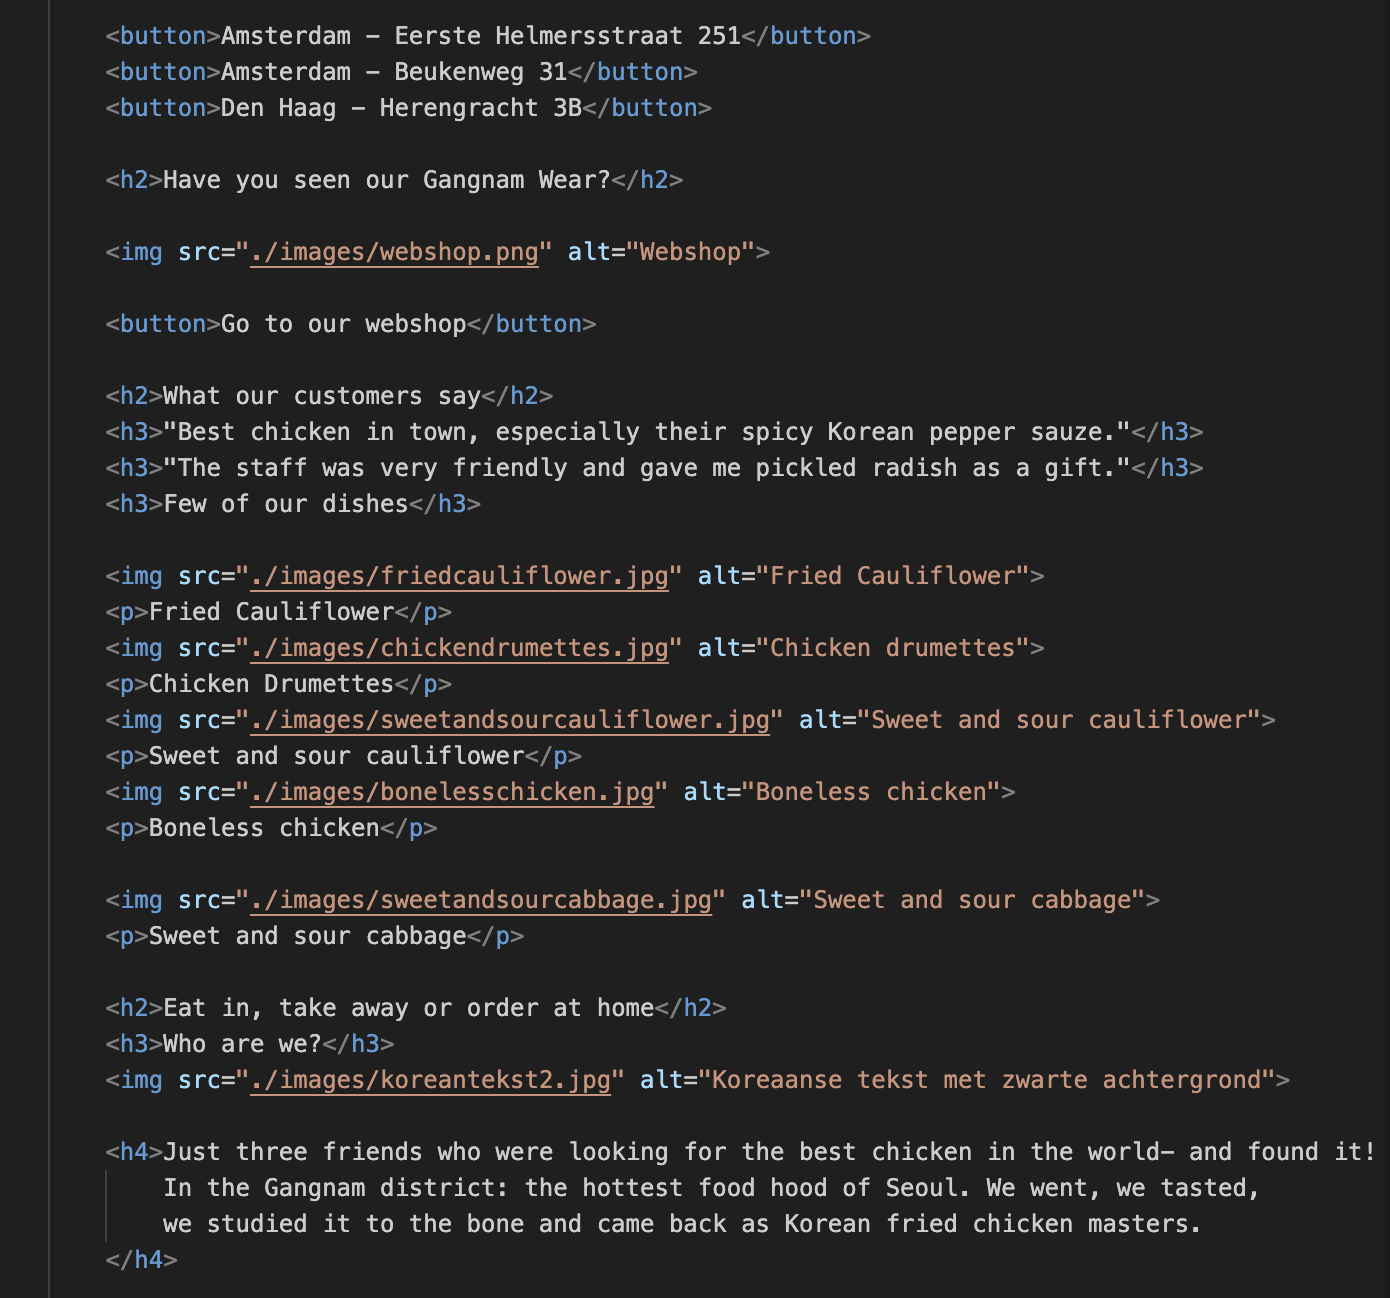 <button>Amsterdam - Eerste Helmersstraat 251</button>
<button>Amsterdam - Beukenweg 31</button>
<button>Den Haag - Herengracht 3B</button>
<h2>Have you seen our Gangnam Wear?</h2>
<img src="./images/webshop.png" alt="Webshop">
<button>Go to our webshop</button>
<h2>What our customers say</h2>
<h3>"Best chicken in town, especially their spicy Korean pepper sauze."</h3>
<h3>"The staff was very friendly and gave me pickled radish as a gift."</h3>
<h3>Few of our dishes</h3>
<img src="./images/friedcauliflower.jpg" alt="Fried Cauliflower">
<p>Fried Cauliflower</p>
<img src="./images/chickendrumettes.jpg" alt="Chicken drumettes">
<p>Chicken Drumettes</p>
<img src="./images/sweetandsourcauliflower.jpg" alt="Sweet and sour cauliflower">
<p>Sweet and sour cauliflower</p>
<img src="./images/bonelesschicken.jpg" alt="Boneless chicken">
<p>Boneless chicken</p>
<img src="./images/sweetandsourcabbage.jpg" alt="Sweet and sour cabbage">
<p>Sweet and sour cabbage</p>
<h2>Eat in, take away or order at home</h2>
<h3>Who are we?</h3>
<img src="./images/koreantekst2.jpg" alt="Koreaanse tekst met zwarte achtergrond">
<h4>Just three friends who were looking for the best chicken in the world- and found it!
In the Gangnam district: the hottest food hood of Seoul. We went, we tasted,
we studied it to the bone and came back as Korean fried chicken masters.
</h4>